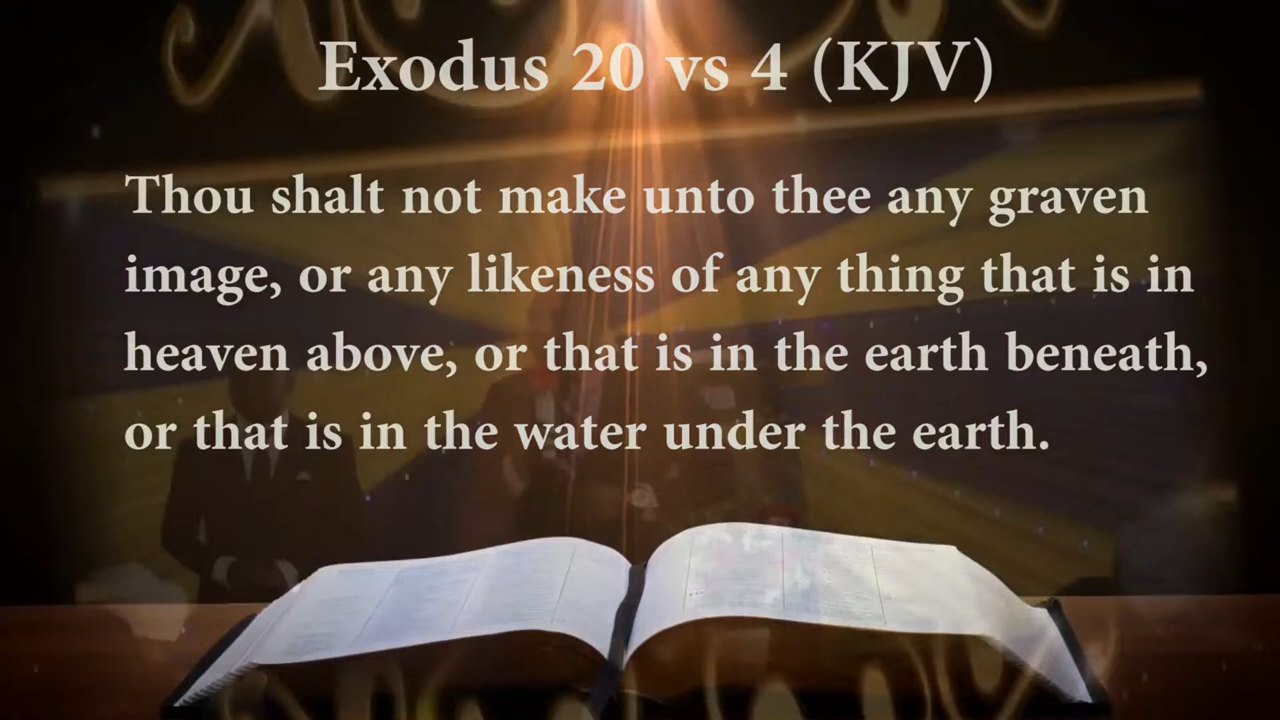 Exodus 20 vs 4 (KJV)
Thou shalt not make unto thee any graven
image, or any likeness of any thing that is in
heaven above, or that is in the earth beneath,
or that is in the water under the earth.